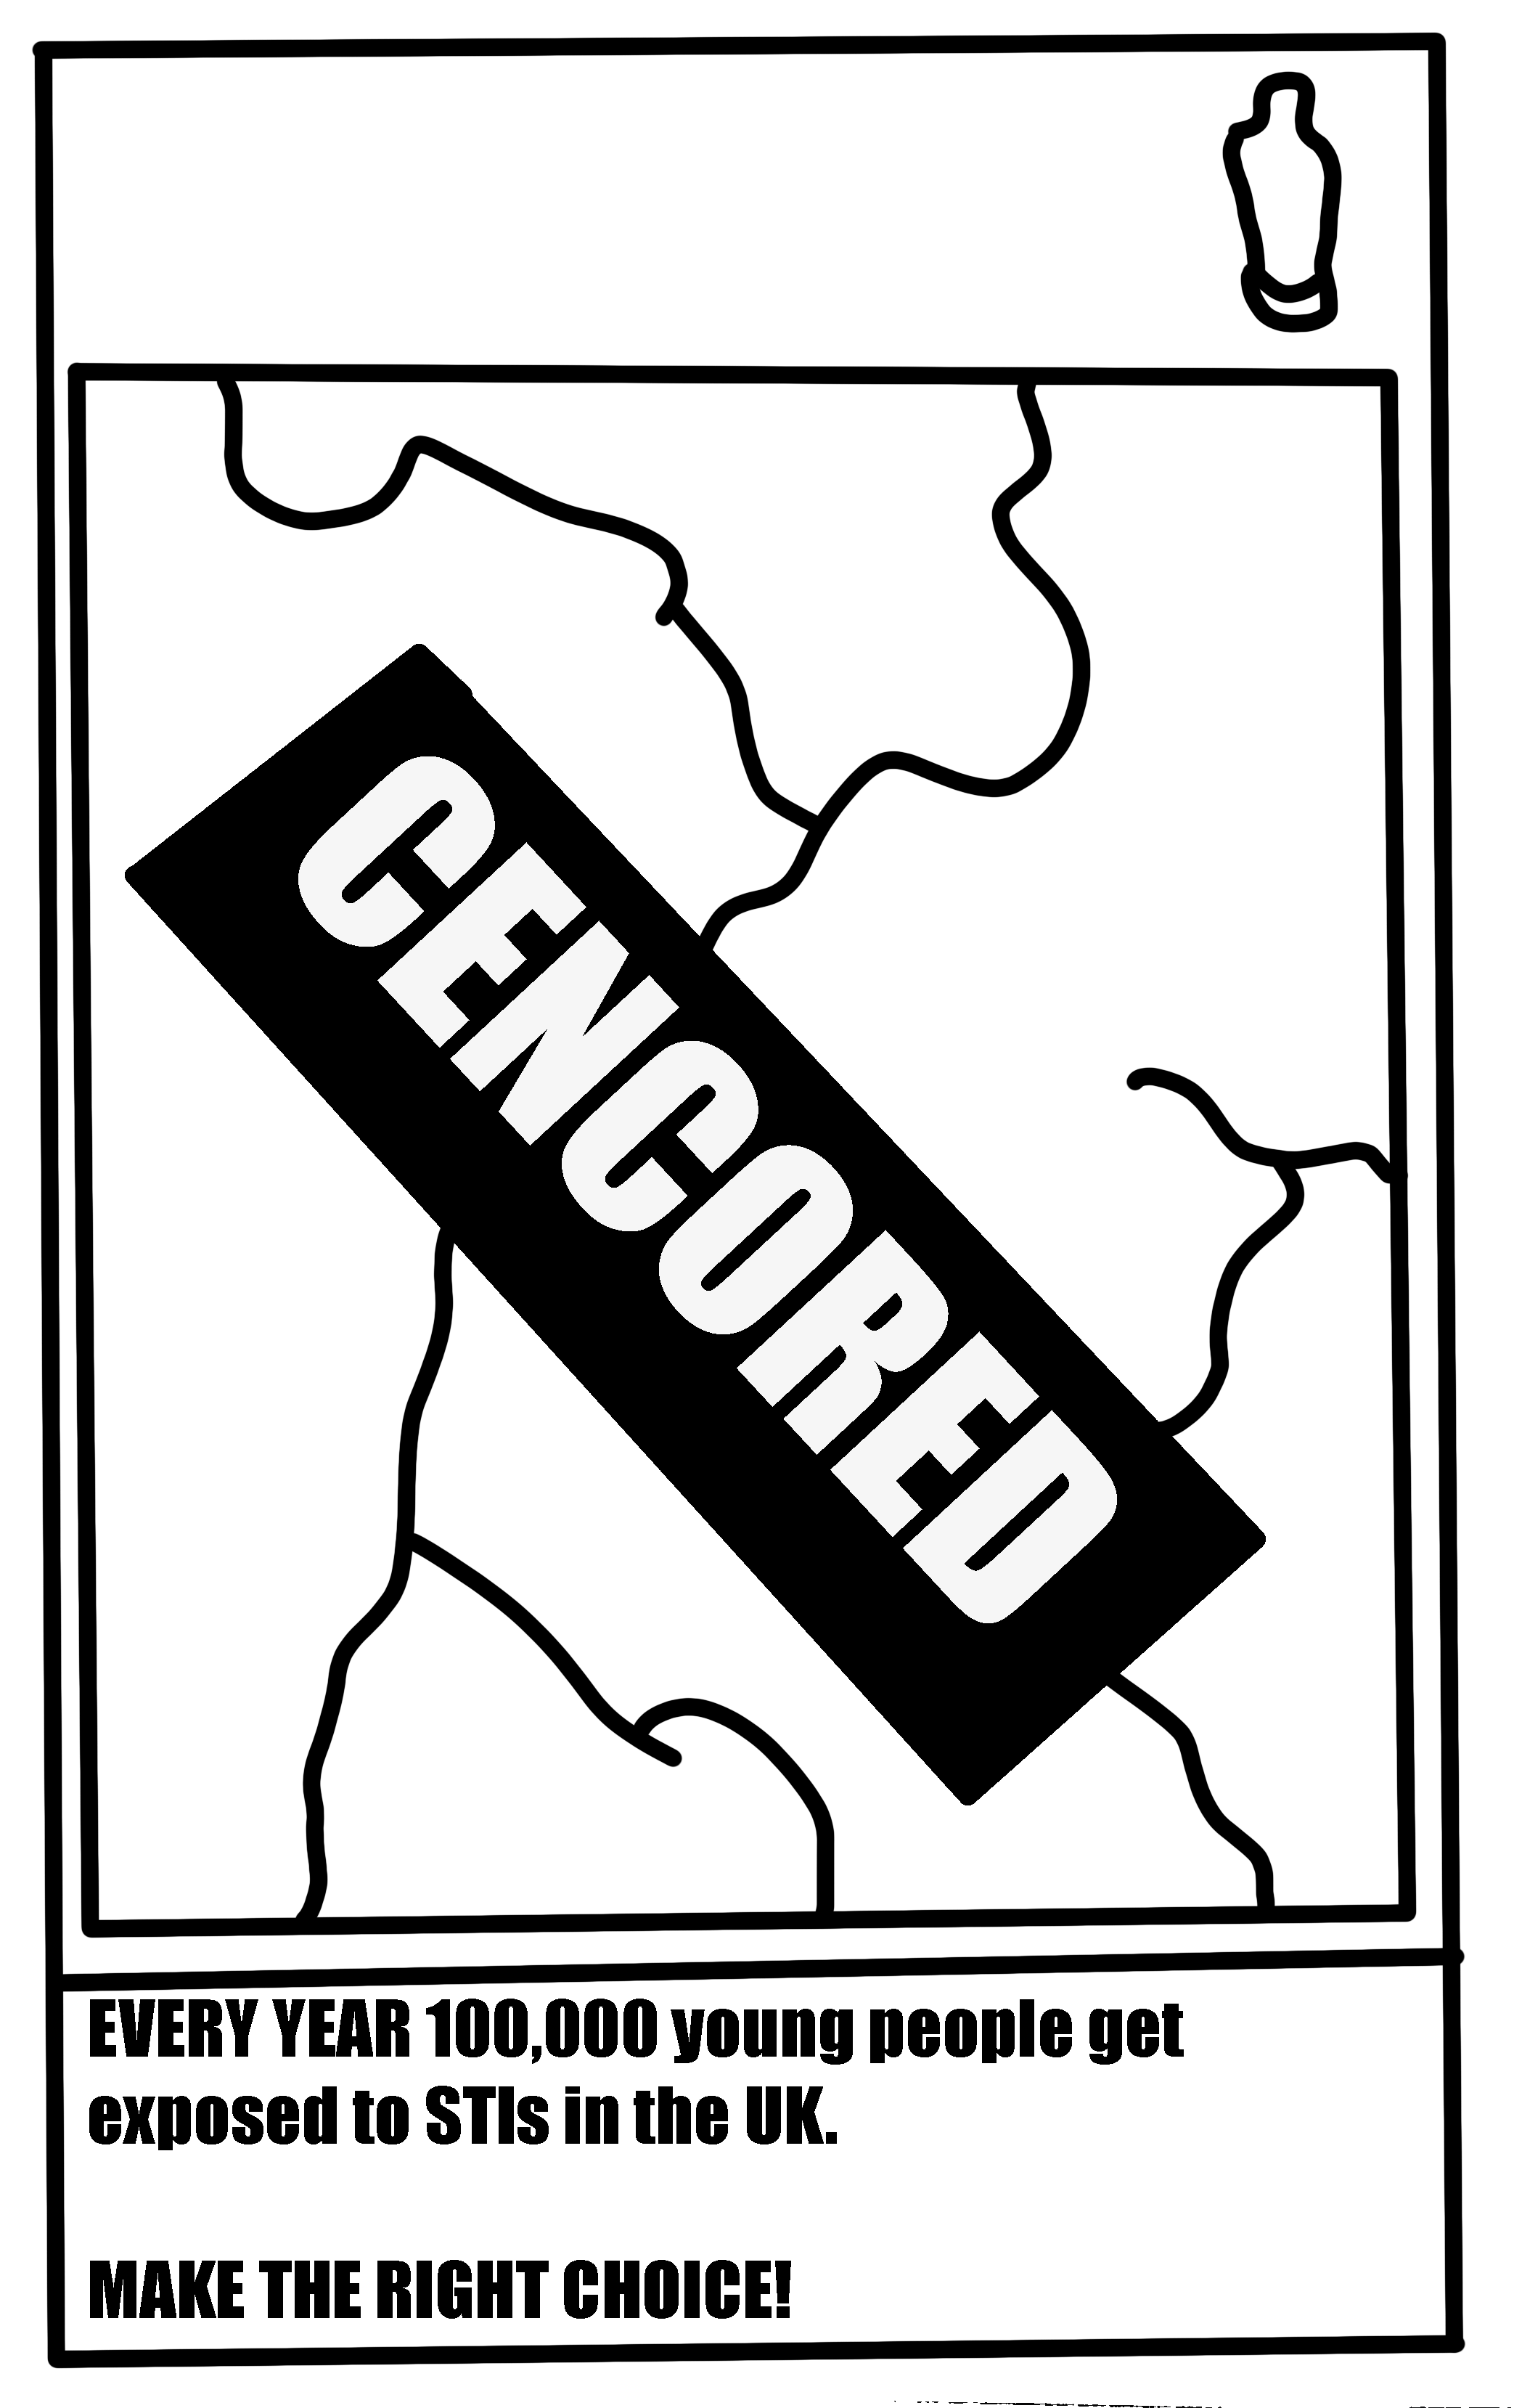 CENCORED
EVERY YEAR 100,000 young people get
exposed to STIs in the UK.
MAKE THE RIGHT CHOICE!